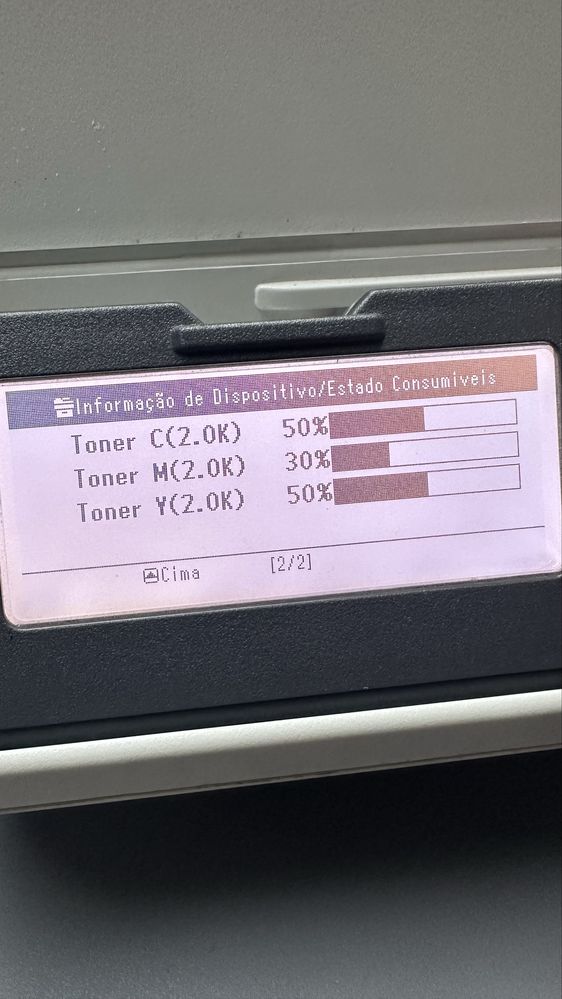 Informação de Dispositivo/Estado Consumíveis
Toner C(2.0K) 50%
Toner M(2.0K) 30%
Toner Y(2.0K) 50%
Cima [2/2]